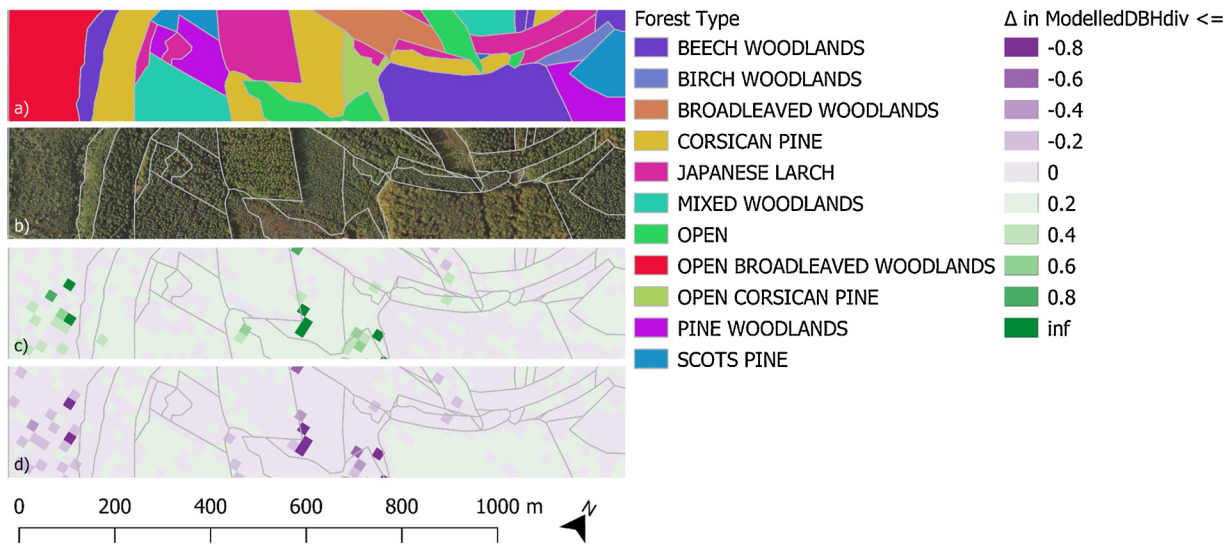 Forest Type
BEECH WOODLANDS
BIRCH WOODLANDS
BROADLEAVED WOODLANDS
CORSICAN PINE
JAPANESE LARCH
MIXED WOODLANDS
OPEN
OPEN BROADLEAVED WOODLANDS
OPEN CORSICAN PINE
PINE WOODLANDS
SCOTS PINE
Δ in ModelledDBHdiv <=
-0.8
-0.6
-0.4
-0.2
0
0.2
0.4
0.6
0.8
inf
a)
b)
c)
d)
0 200 400 600 800 1000 m
N